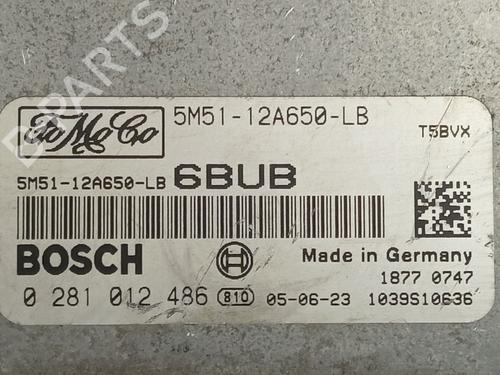 B-PARTS
FoMoCo
5M51-12A650-LB
T5BVX
5M51-12A650-LB 6BUB
BOSCH
Made in Germany
1877 0747
0 281 012 486 810 05-06-23 1039S10636